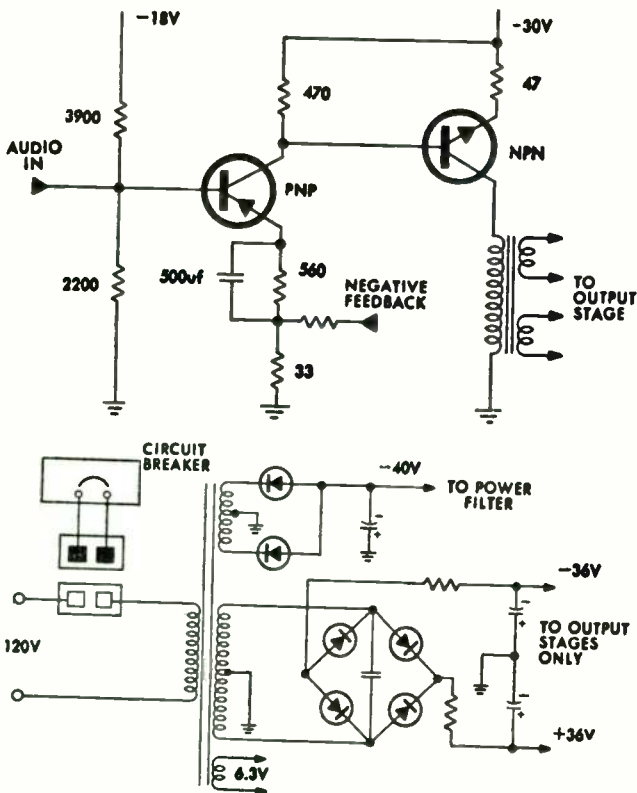 -18V
-30V
3900
470
47
AUDIO
IN
NPN
PNP
2200
500uf
560
NEGATIVE
FEEDBACK
TO
OUTPUT
STAGE
33
CIRCUIT
BREAKER
-40V
TO POWER
FILTER
-36V
120V
TO OUTPUT
STAGES
ONLY
+36V
6.3V